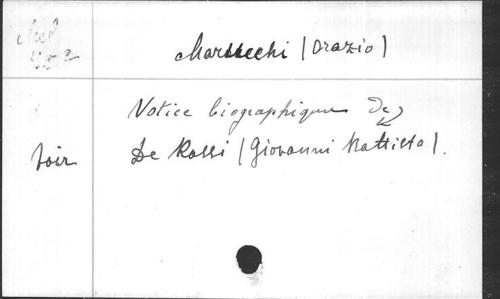 Marucchi (Orazio)
Notice biographique de
Voir De Rossi (Giovanni Battista).